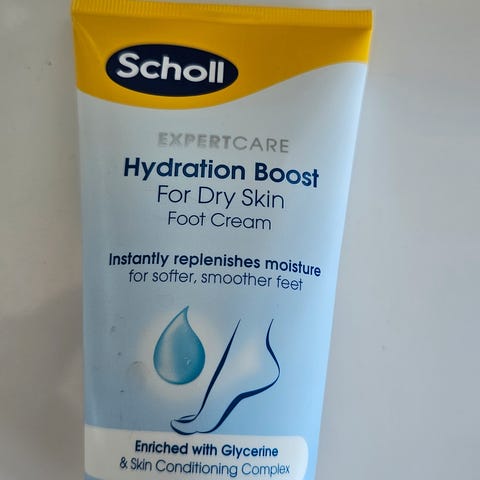 Scholl
EXPERTCARE
Hydration Boost
For Dry Skin
Foot Cream
Instantly replenishes moisture
for softer, smoother feet
Enriched with Glycerine
& Skin Conditioning Complex